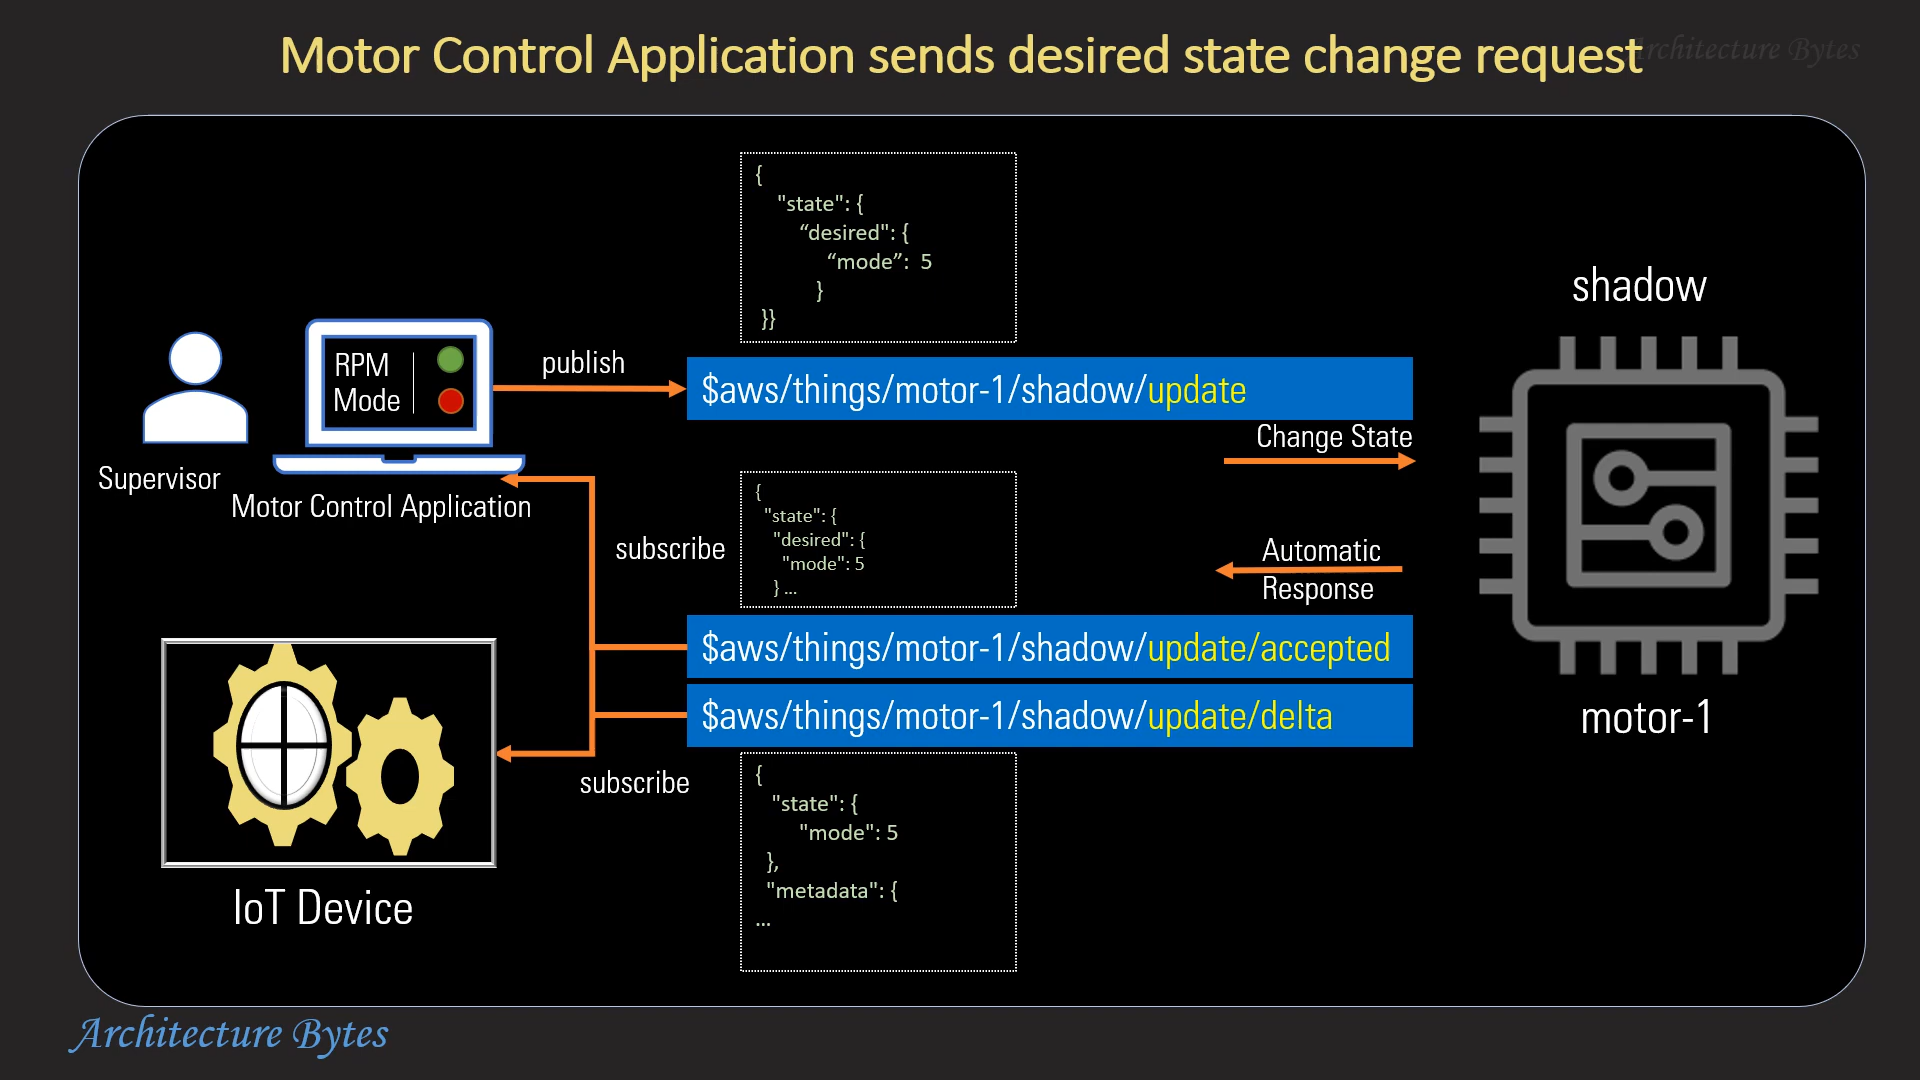 Motor Control Application sends desired state change request
Architecture Bytes
{
"state": {
“desired": {
“mode”: 5
}
}}
shadow
RPM
Mode
publish
$aws/things/motor-1/shadow/update
Change State
Supervisor
Motor Control Application
subscribe
{
"state": {
"desired": {
"mode": 5
} ...
Automatic
Response
$aws/things/motor-1/shadow/update/accepted
$aws/things/motor-1/shadow/update/delta
motor-1
subscribe
{
"state": {
"mode": 5
},
"metadata": {
...
IoT Device
Architecture Bytes